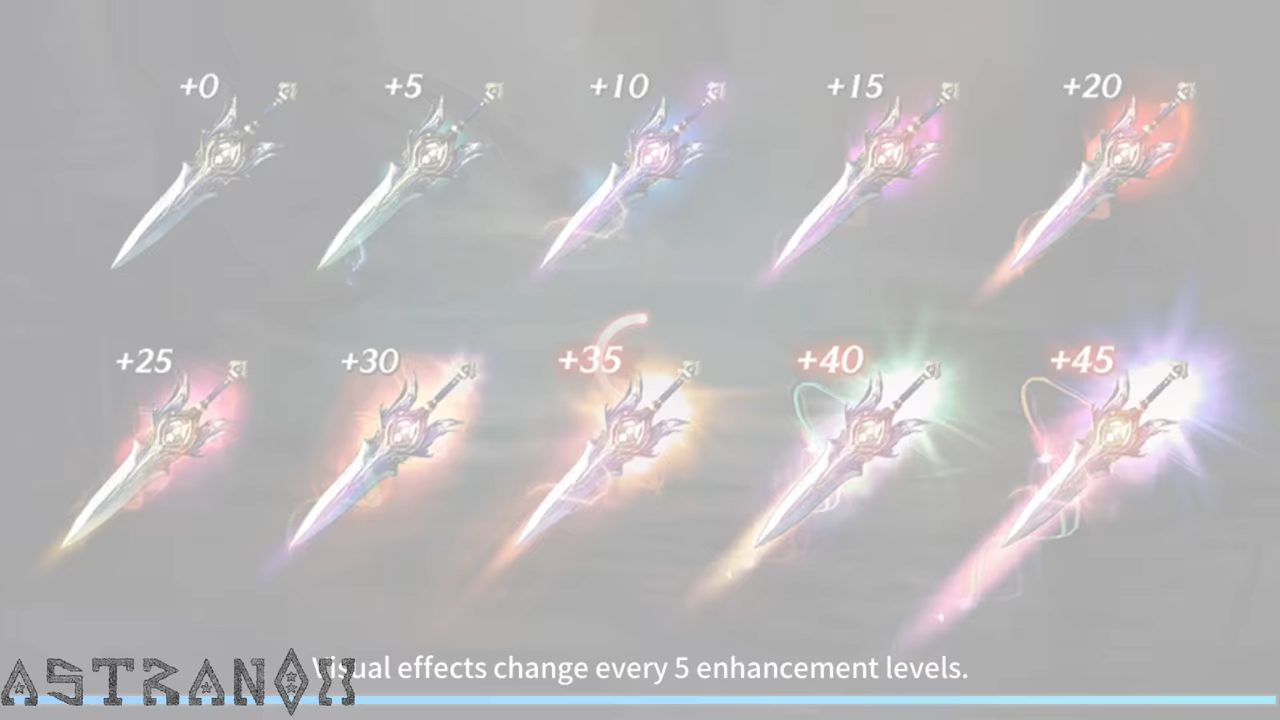 +0 +5 +10 +15 +20
+25 +30 +35 +40 +45
Visual effects change every 5 enhancement levels.
ASTRANOX